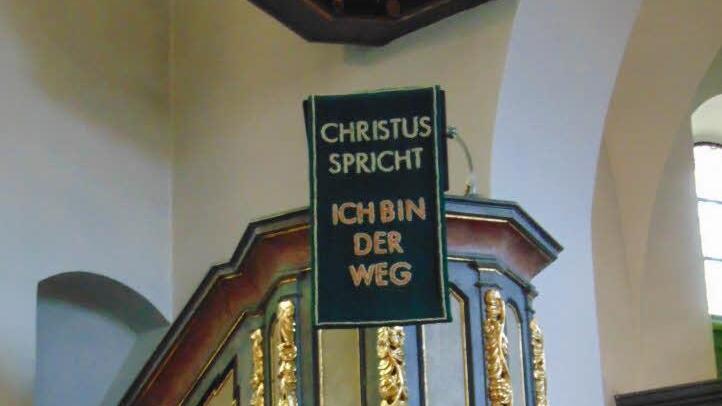 CHRISTUS
SPRICHT
ICH BIN
DER
WEG